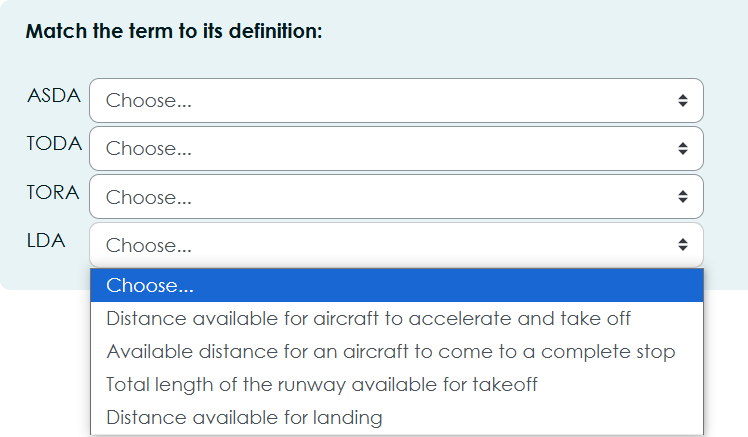 Match the term to its definition:
ASDA Choose...
TODA Choose...
TORA Choose...
LDA Choose...
Choose...
Distance available for aircraft to accelerate and take off
Available distance for an aircraft to come to a complete stop
Total length of the runway available for takeoff
Distance available for landing